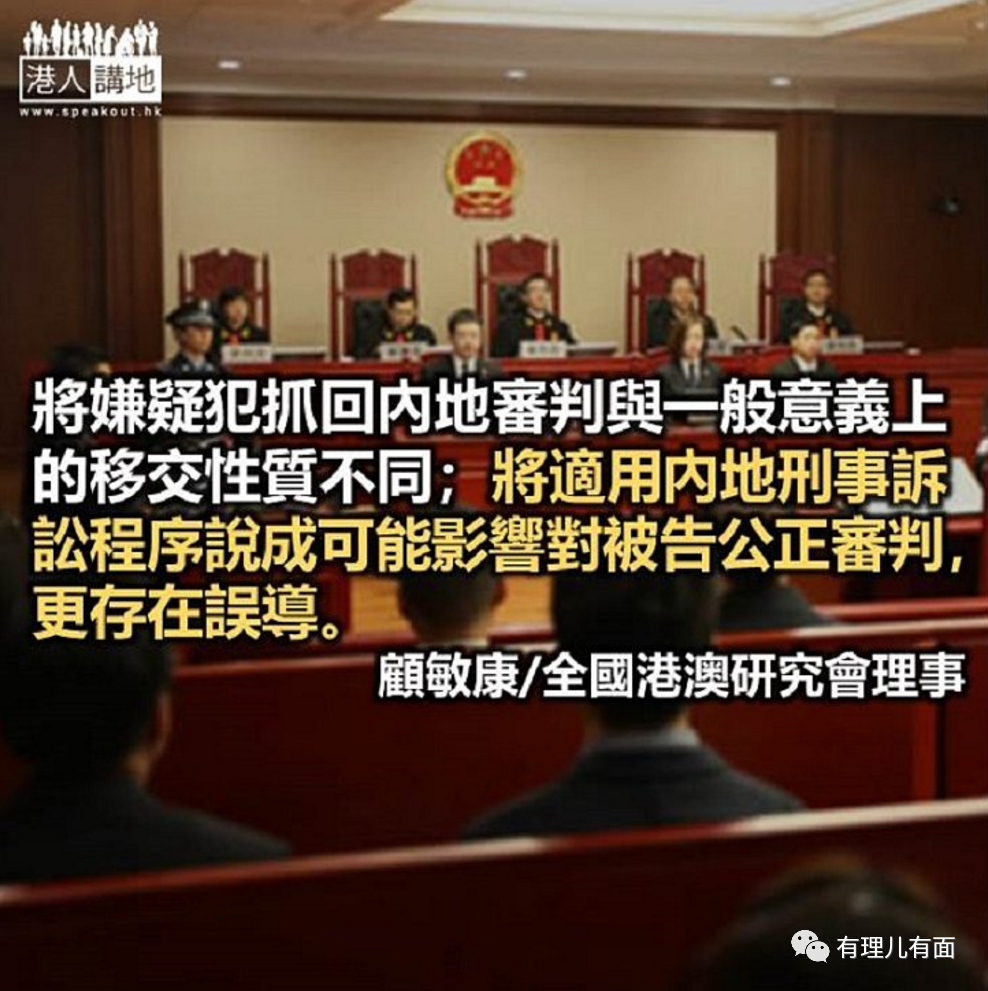 港人講地
www.speakout.hk
將嫌疑犯抓回內地審判與一般意義上
的移交性質不同；將適用內地刑事訴
訟程序說成可能影響對被告公正審判，
更存在誤導。
顧敏康/全國港澳研究會理事
有理儿有面